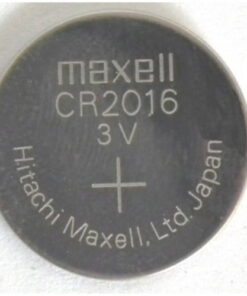 maxell
CR2016
3V
+
Hitachi Maxell, Ltd. Japan